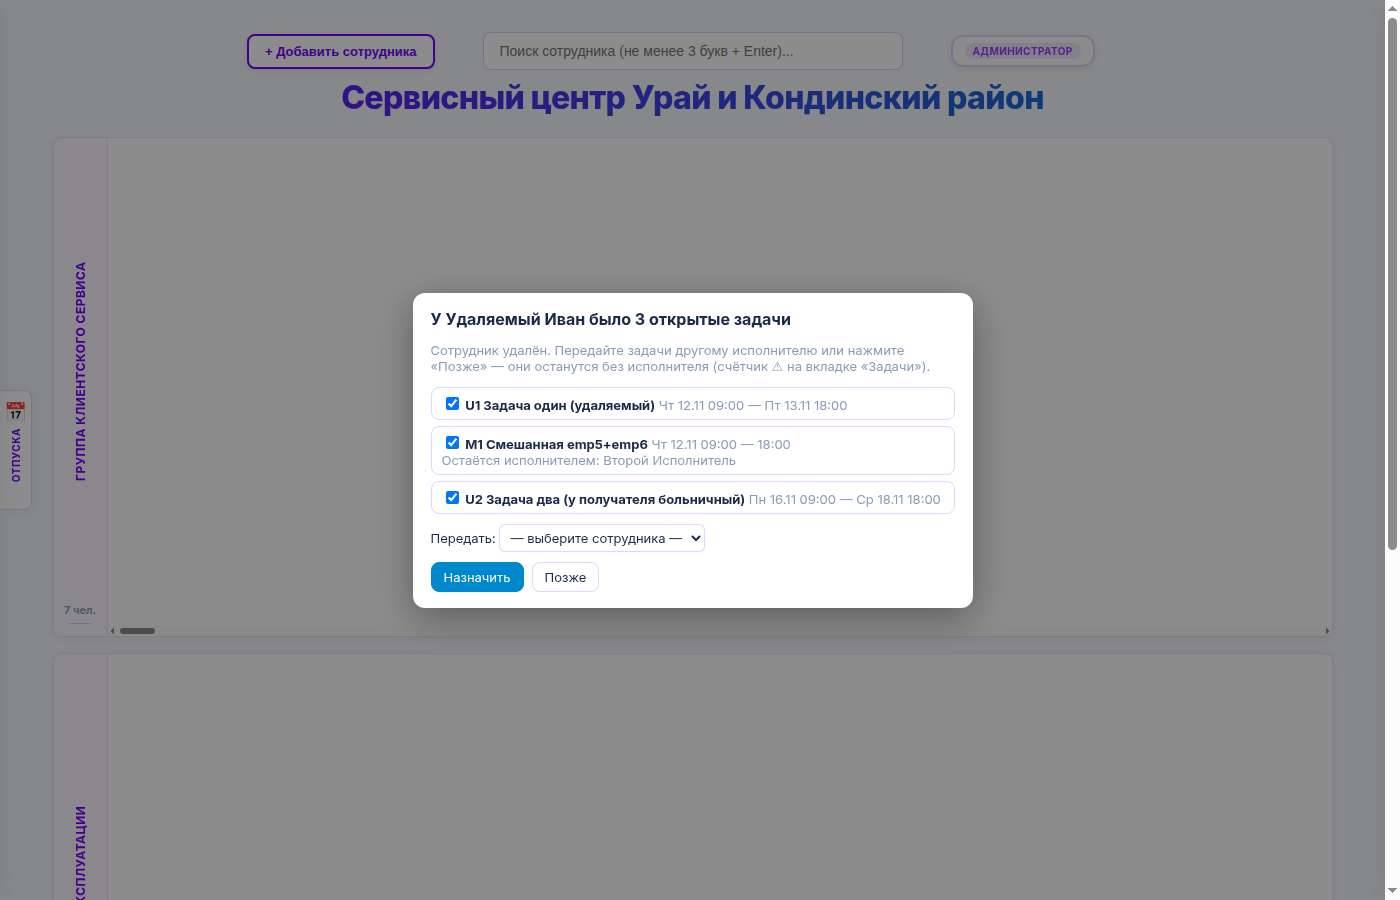 + Добавить сотрудника
Поиск сотрудника (не менее 3 букв + Enter)...
АДМИНИСТРАТОР
Сервисный центр Урай и Кондинский район
ГРУППА КЛИЕНТСКОГО СЕРВИСА
7 чел.
ОТПУСКА
У Удаляемый Иван было 3 открытые задачи
Сотрудник удалён. Передайте задачи другому исполнителю или нажмите
«Позже» — они останутся без исполнителя (счётчик ⚠ на вкладке «Задачи»).
U1 Задача один (удаляемый) Чт 12.11 09:00 — Пт 13.11 18:00
M1 Смешанная emp5+emp6 Чт 12.11 09:00 — 18:00
Остаётся исполнителем: Второй Исполнитель
U2 Задача два (у получателя больничный) Пн 16.11 09:00 — Ср 18.11 18:00
Передать: — выберите сотрудника —
Назначить Позже